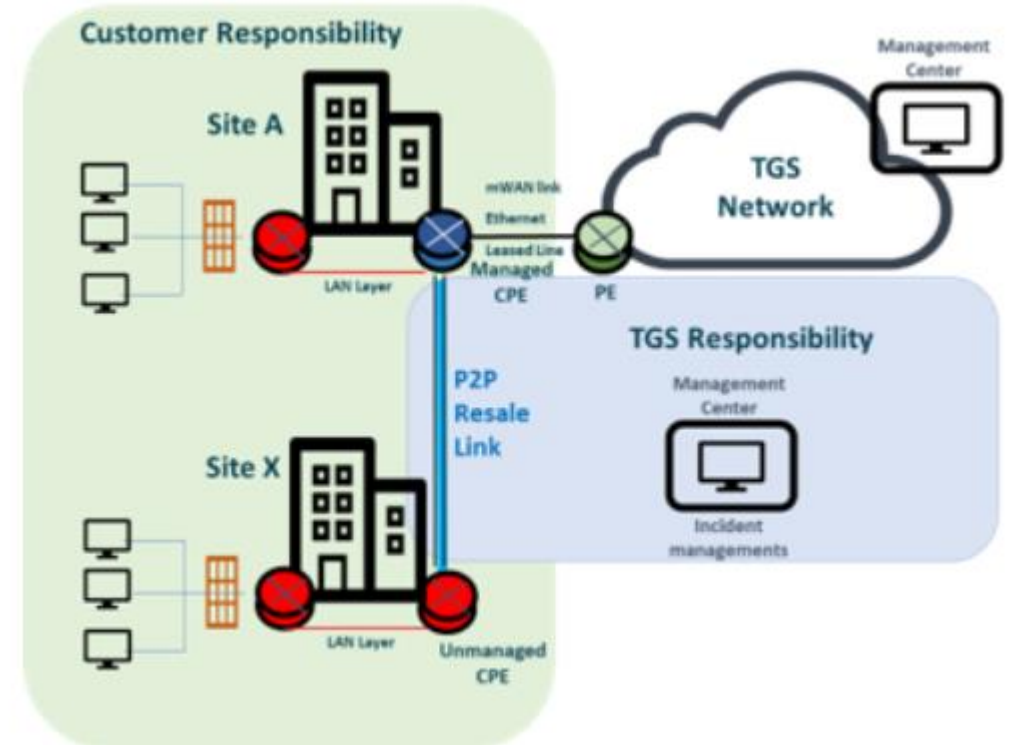 Customer Responsibility
Management
Center
Site A
TGS
Network
mWAN link
Ethernet
Leased Line
Managed
CPE
LAN Layer
PE
TGS Responsibility
P2P
Resale
Link
Management
Center
Incident
managements
Site X
LAN Layer
Unmanaged
CPE